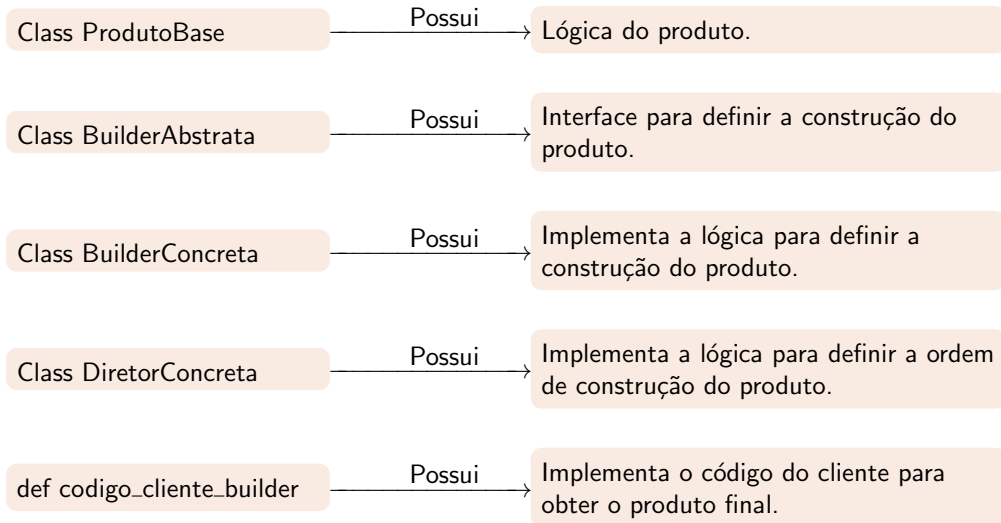 Class ProdutoBase
Possui
Lógica do produto.
Class BuilderAbstrata
Possui
Interface para definir a construção do
produto.
Class BuilderConcreta
Possui
Implementa a lógica para definir a
construção do produto.
Class DiretorConcreta
Possui
Implementa a lógica para definir a ordem
de construção do produto.
def codigo_cliente_builder
Possui
Implementa o código do cliente para
obter o produto final.